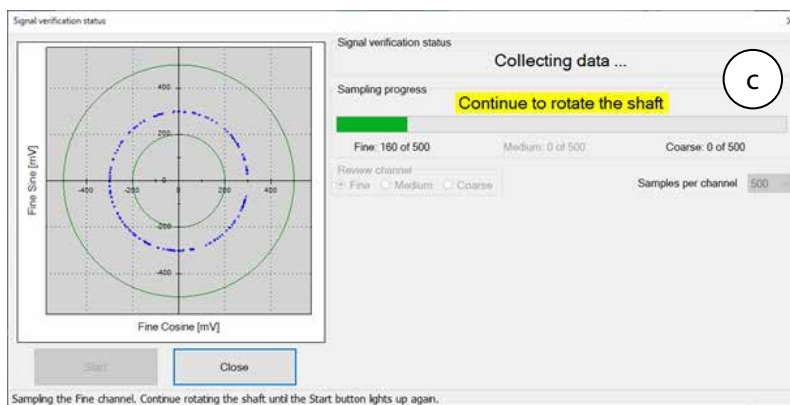 Signal verification status
Signal verification status
Collecting data ...
C
Sampling progress
Continue to rotate the shaft
Fine: 160 of 500 Medium: 0 of 500 Coarse: 0 of 500
Review channel
Fine Medium Coarse
Samples per channel 500
Fine Sine [mV]
400
200
-400 -200 0 200 400
-200
-400
Fine Cosine [mV]
Start Close
Sampling the Fine channel. Continue rotating the shaft until the Start button lights up again.